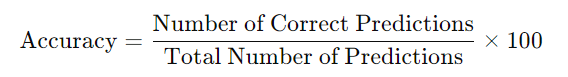 Accuracy = Number of Correct Predictions / Total Number of Predictions × 100